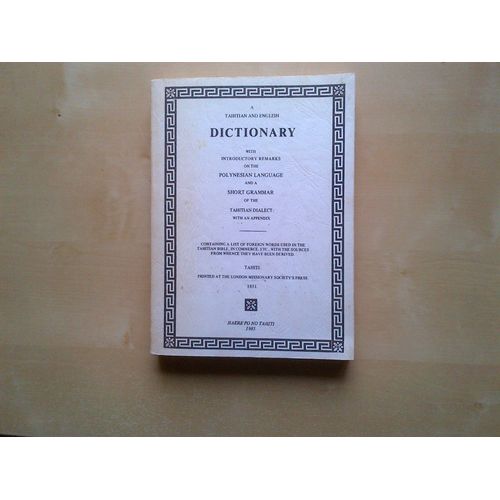 A
TAHITIAN AND ENGLISH
DICTIONARY
WITH
INTRODUCTORY REMARKS
ON THE
POLYNESIAN LANGUAGE
AND A
SHORT GRAMMAR
OF THE
TAHITIAN DIALECT:
WITH AN APPENDIX
CONTAINING A LIST OF FOREIGN WORDS USED IN THE
TAHITIAN BIBLE, IN COMMERCE, ETC., WITH THE SOURCES
FROM WHENCE THEY HAVE BEEN DERIVED
TAHITI
PRINTED AT THE LONDON MISSIONARY SOCIETY'S PRESS
1851
HAERE PO NO TAHITI
1985